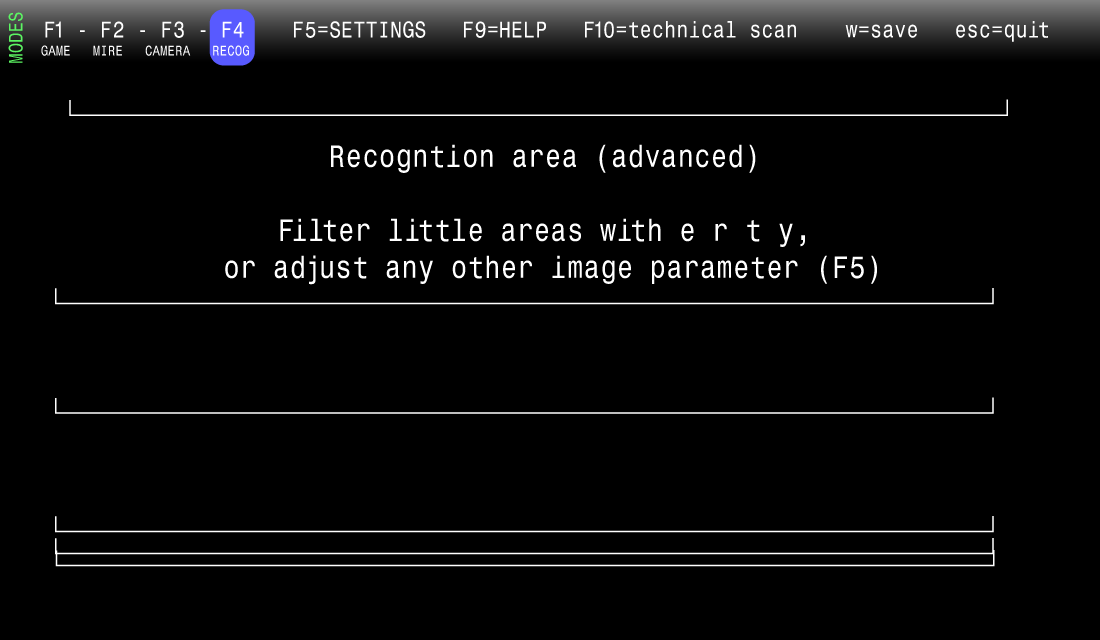 MODES
F1 - F2 - F3 - F4 F5=SETTINGS F9=HELP F10=technical scan w=save esc=quit
GAME MIRE CAMERA RECOG
Recogntion area (advanced)
Filter little areas with e r t y,
or adjust any other image parameter (F5)